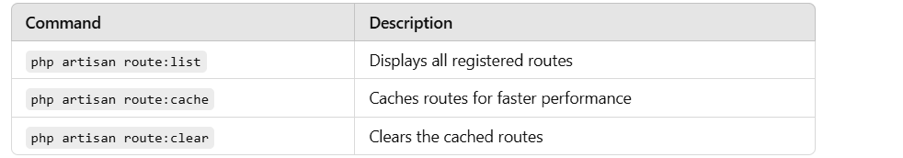 Command Description
php artisan route:list Displays all registered routes
php artisan route:cache Caches routes for faster performance
php artisan route:clear Clears the cached routes